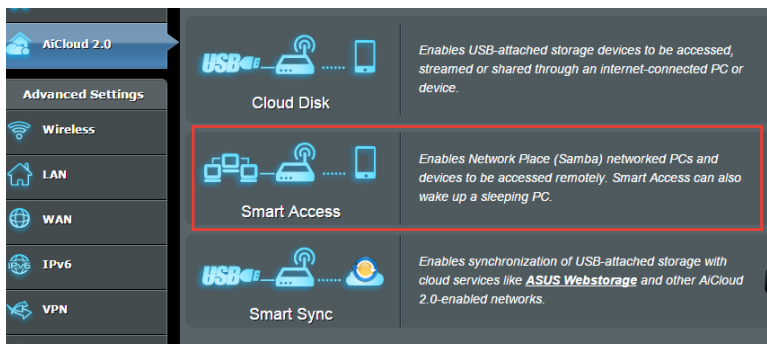 AiCloud 2.0
Advanced Settings
Wireless
LAN
WAN
IPv6
IPv6
VPN
USB
Cloud Disk
Enables USB-attached storage devices to be accessed,
streamed or shared through an internet-connected PC or
device.
Smart Access
Enables Network Place (Samba) networked PCs and
devices to be accessed remotely. Smart Access can also
wake up a sleeping PC.
USB
Smart Sync
Enables synchronization of USB-attached storage with
cloud services like ASUS Webstorage and other AiCloud
2.0-enabled networks.